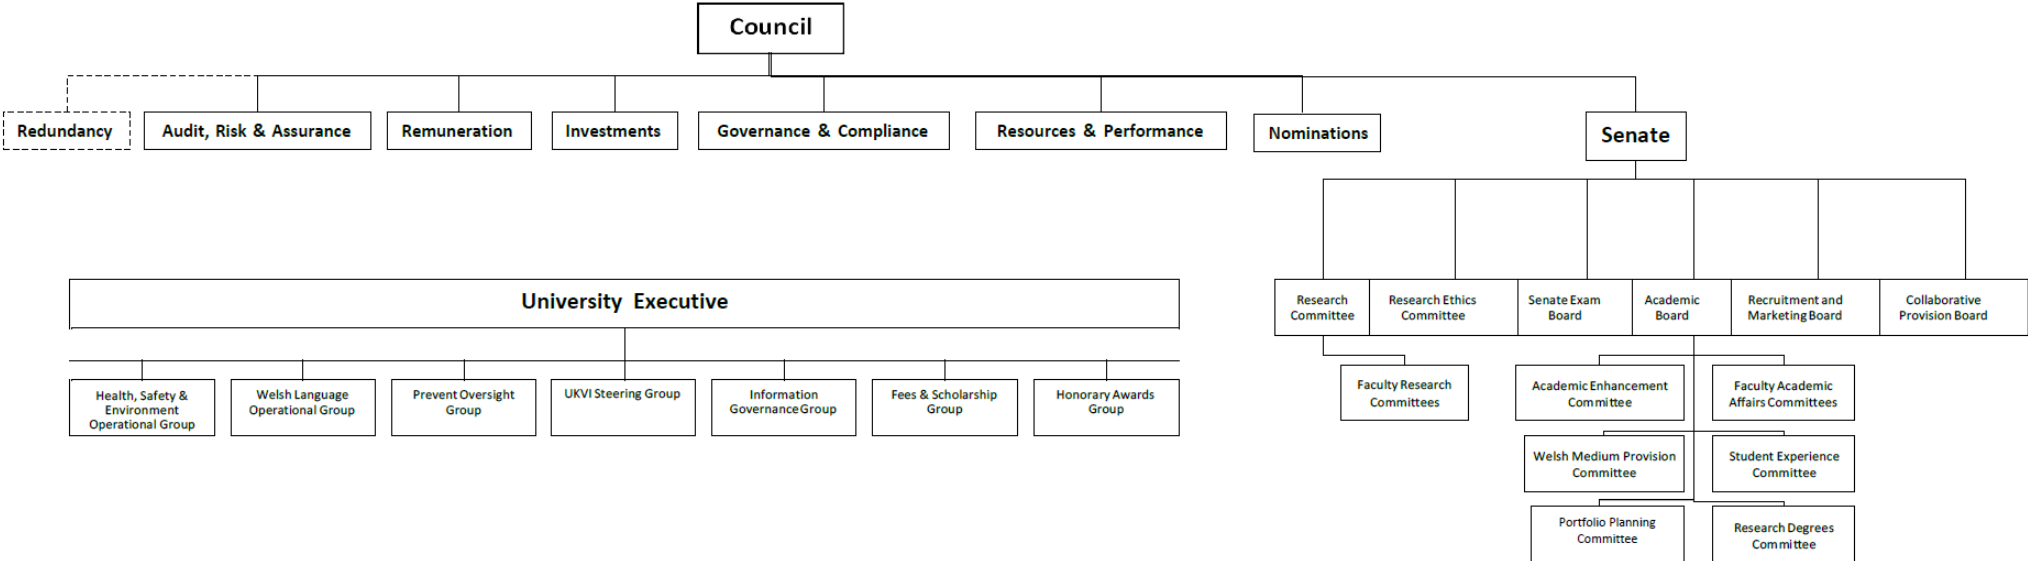 Council
Redundancy
Audit, Risk & Assurance
Remuneration
Investments
Governance & Compliance
Resources & Performance
Nominations
Senate
University Executive
Health, Safety &
Environment
Operational Group
Welsh Language
Operational Group
Prevent Oversight
Group
UKVI Steering Group
Information
Governance Group
Fees & Scholarship
Group
Honorary Awards
Group
Research
Committee
Research Ethics
Committee
Senate Exam
Board
Academic
Board
Recruitment and
Marketing Board
Collaborative
Provision Board
Faculty Research
Committees
Academic Enhancement
Committee
Faculty Academic
Affairs Committees
Welsh Medium Provision
Committee
Student Experience
Committee
Portfolio Planning
Committee
Research Degrees
Committee